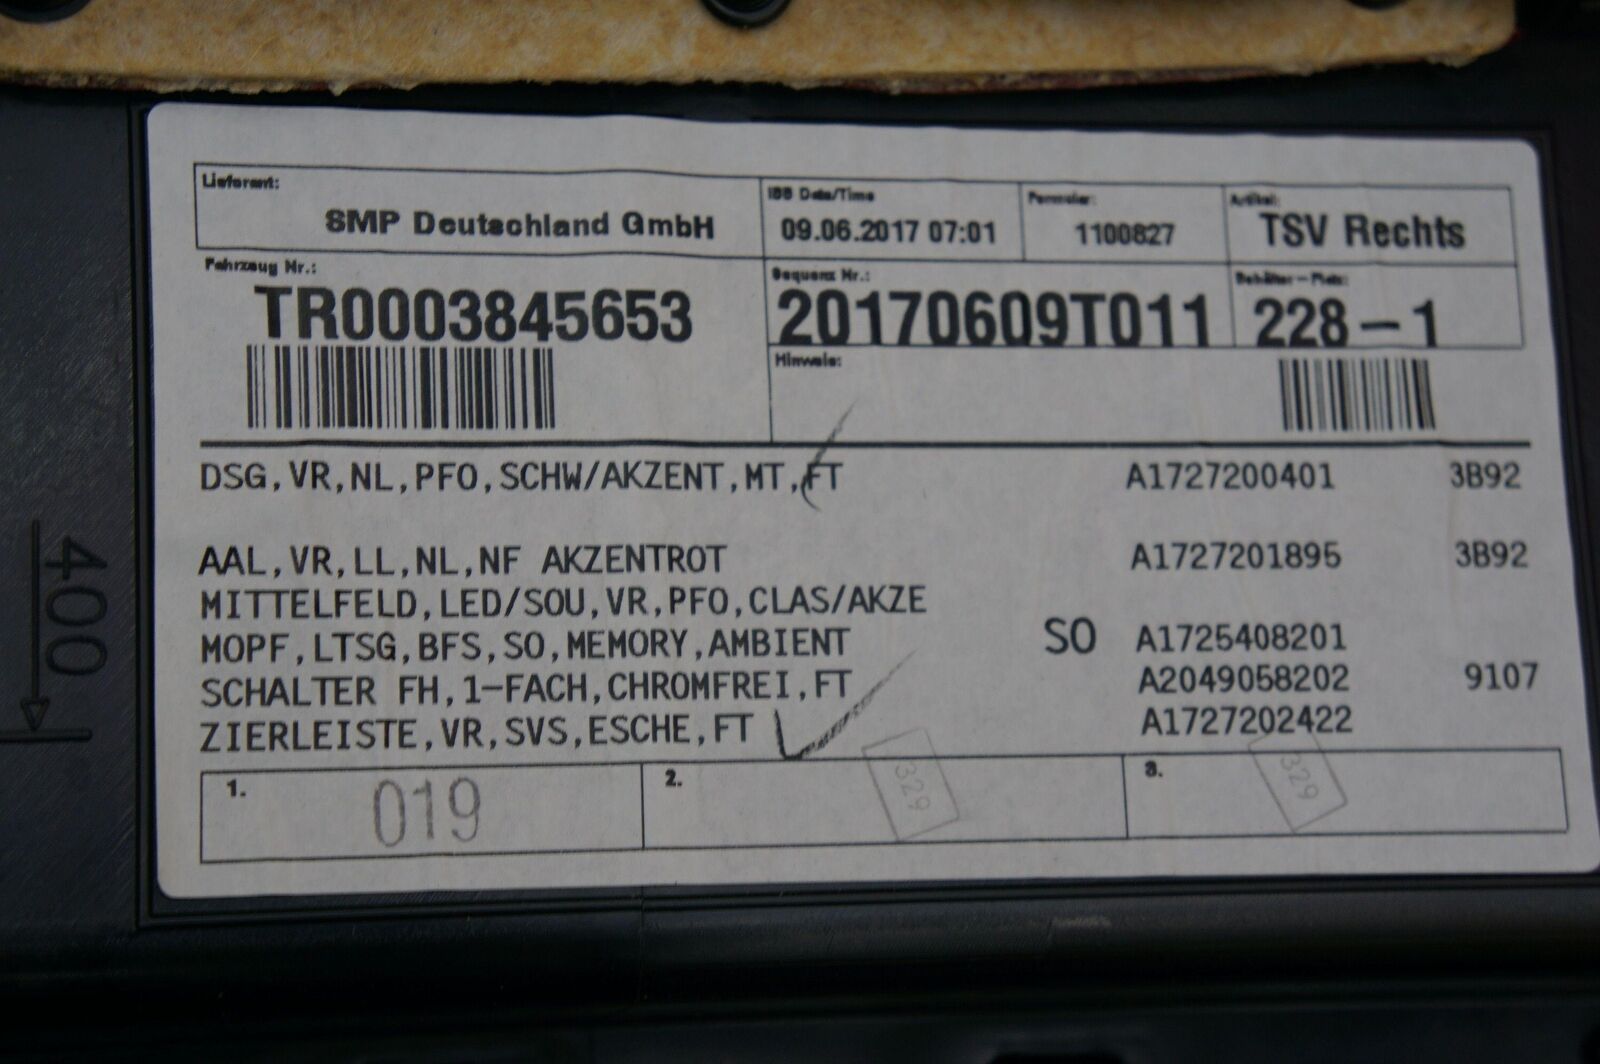 Lieferant:
SMP Deutschland GmbH
IBB Date/Time
09.06.2017 07:01
Formular:
1100827
Artikel:
TSV Rechts
Fahrzeug Nr.:
TR0003845653
Sequenz Nr.:
20170609T011
Behälter-Platz:
228-1
Hinweis:
DSG,VR,NL,PFO,SCHW/AKZENT,MT,FT A1727200401 3B92
AAL,VR,LL,NL,NF AKZENTROT A1727201895 3B92
MITTELFELD,LED/SOU,VR,PFO,CLAS/AKZE
MOPF,LTSG,BFS,SO,MEMORY,AMBIENT SO A1725408201
SCHALTER FH,1-FACH,CHROMFREI,FT A2049058202 9107
ZIERLEISTE,VR,SVS,ESCHE,FT A1727202422
1. 019
2. 329
3. 329
400